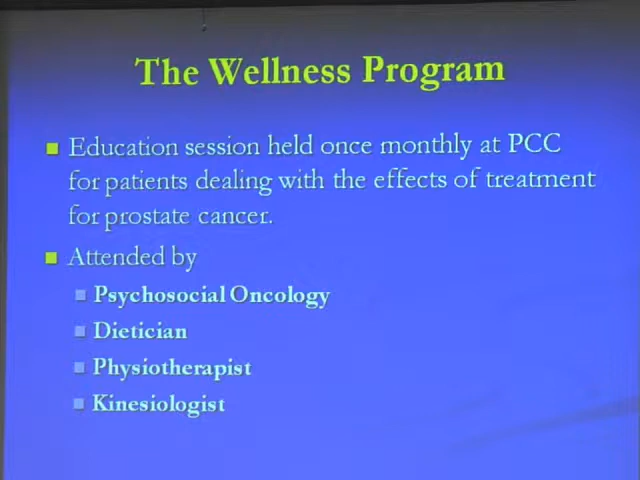 The Wellness Program
Education session held once monthly at PCC
for patients dealing with the effects of treatment
for prostate cancer.
Attended by
Psychosocial Oncology
Dietician
Physiotherapist
Kinesiologist